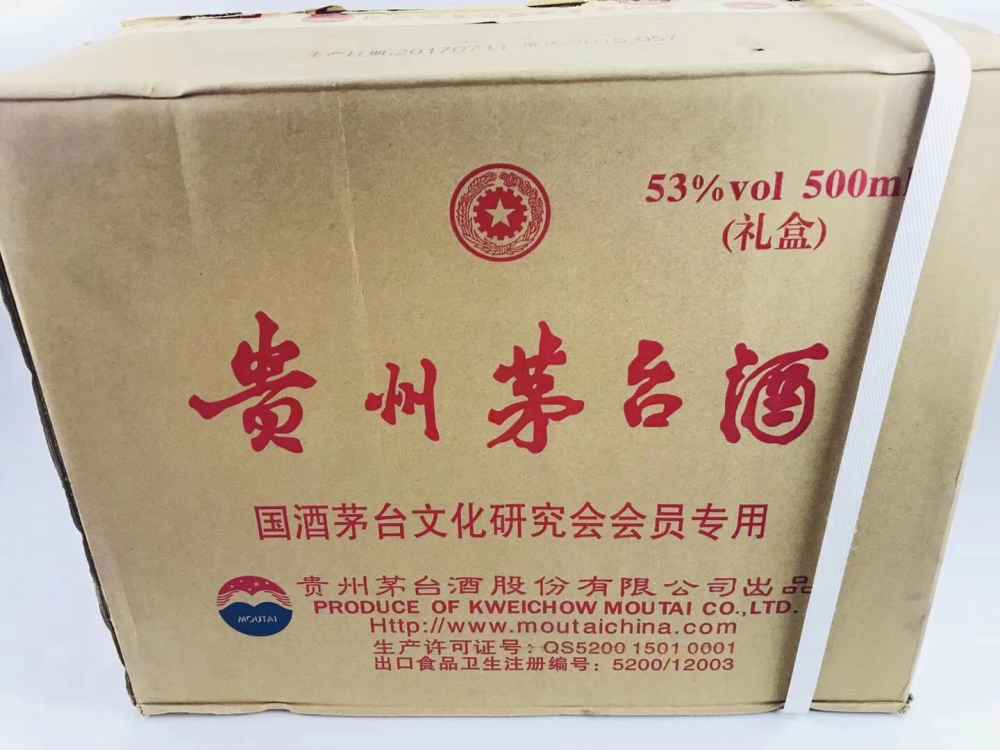 53%vol 500ml
(礼盒)
贵州茅台酒
国酒茅台文化研究会会员专用
MOUTAI
贵州茅台酒股份有限公司出品
PRODUCE OF KWEICHOW MOUTAI CO.,LTD.
Http://www.moutaichina.com
生产许可证号：QS5200 1501 0001
出口食品卫生注册编号：5200/12003